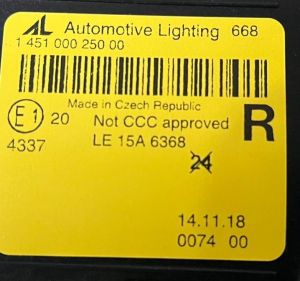 AL Automotive Lighting 668
1 451 000 250 00
Made in Czech Republic
E1 20 Not CCC approved R
4337 LE 15A 6368
24
14.11.18
0074 00